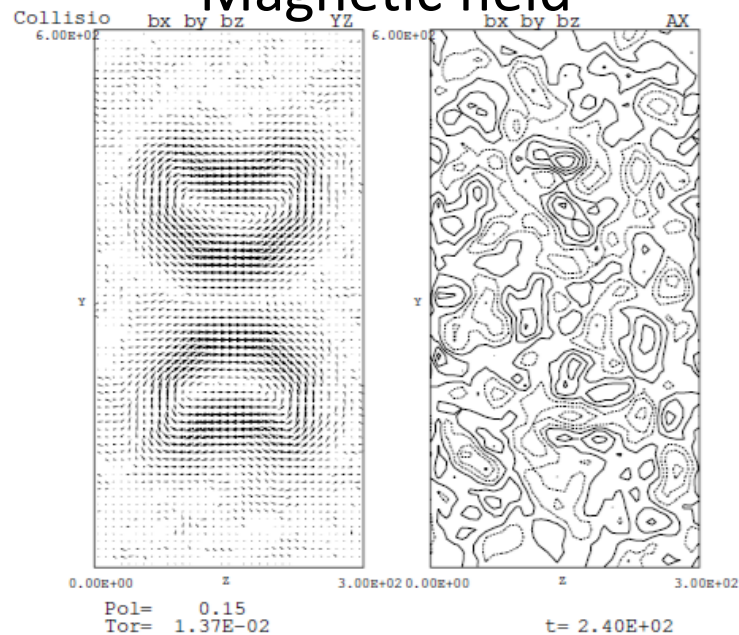 Magnetic field
Collisio bx by bz YZ bx by bz AX
6.00E+02 6.00E+02
Y Y
0.00E+00 z 3.00E+02 0.00E+00 z 3.00E+02
Pol= 0.15
Tor= 1.37E-02 t= 2.40E+02